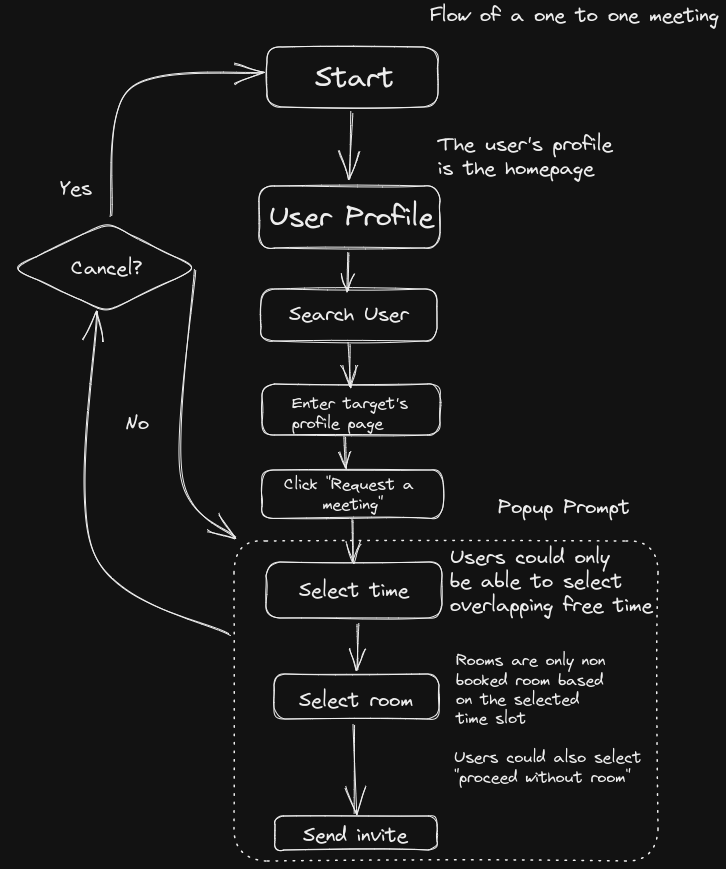 Flow of a one to one meeting
Start
The user's profile
is the homepage
Yes
User Profile
Cancel?
Search User
Enter target's
profile page
No
Click "Request a
meeting"
Popup Prompt
Users could only
be able to select
overlapping free time
Select time
Rooms are only non
booked room based
on the selected
time slot
Select room
Users could also select
"proceed without room"
Send invite